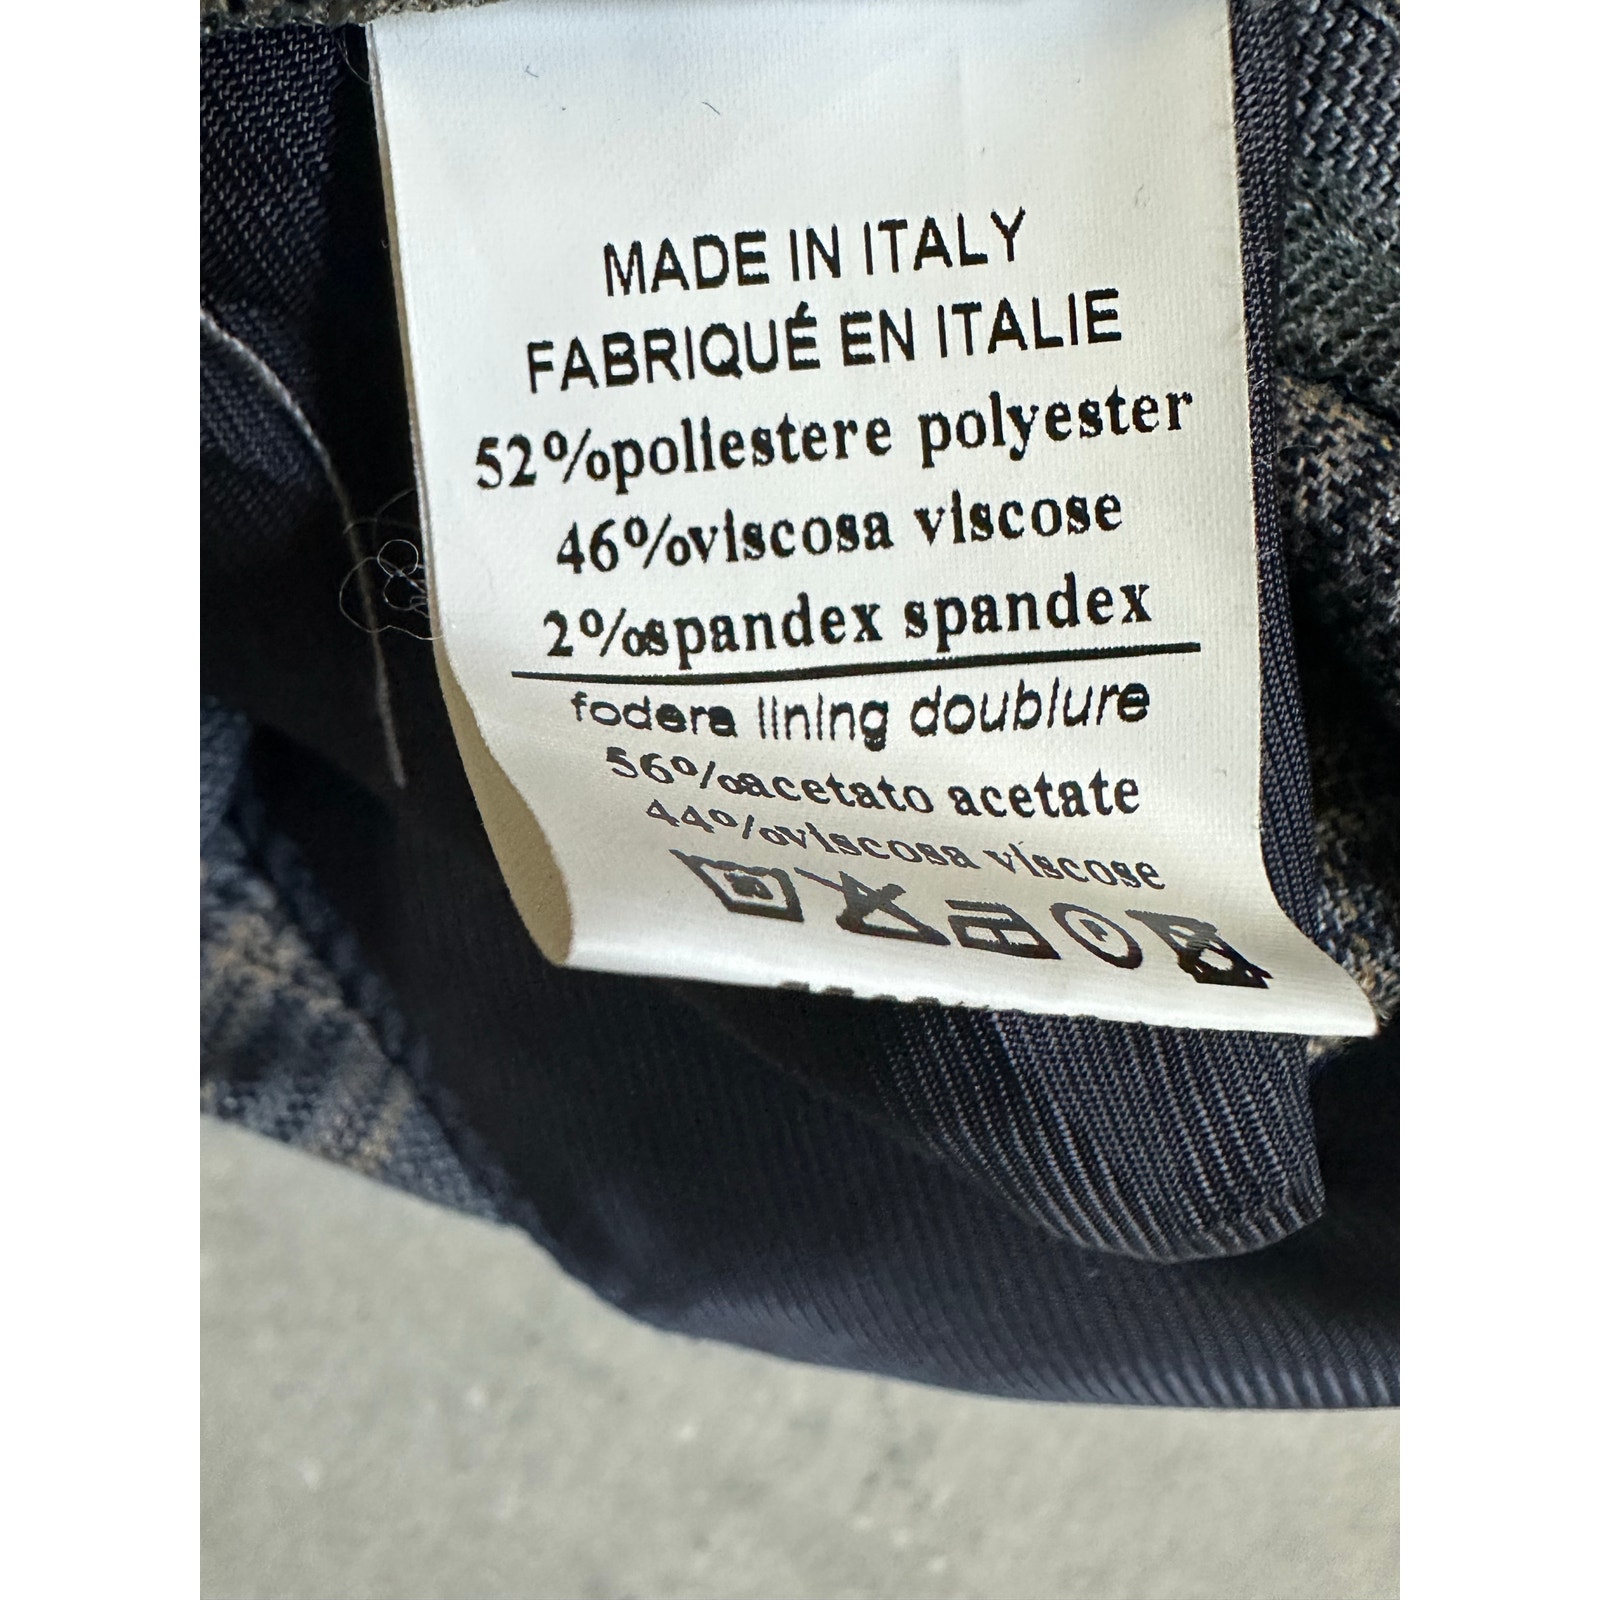 MADE IN ITALY
FABRIQUÉ EN ITALIE
52%poliestere polyester
46%viscosa viscose
2%spandex spandex
fodera lining doublure
56%acetato acetate
44%viscosa viscose
P